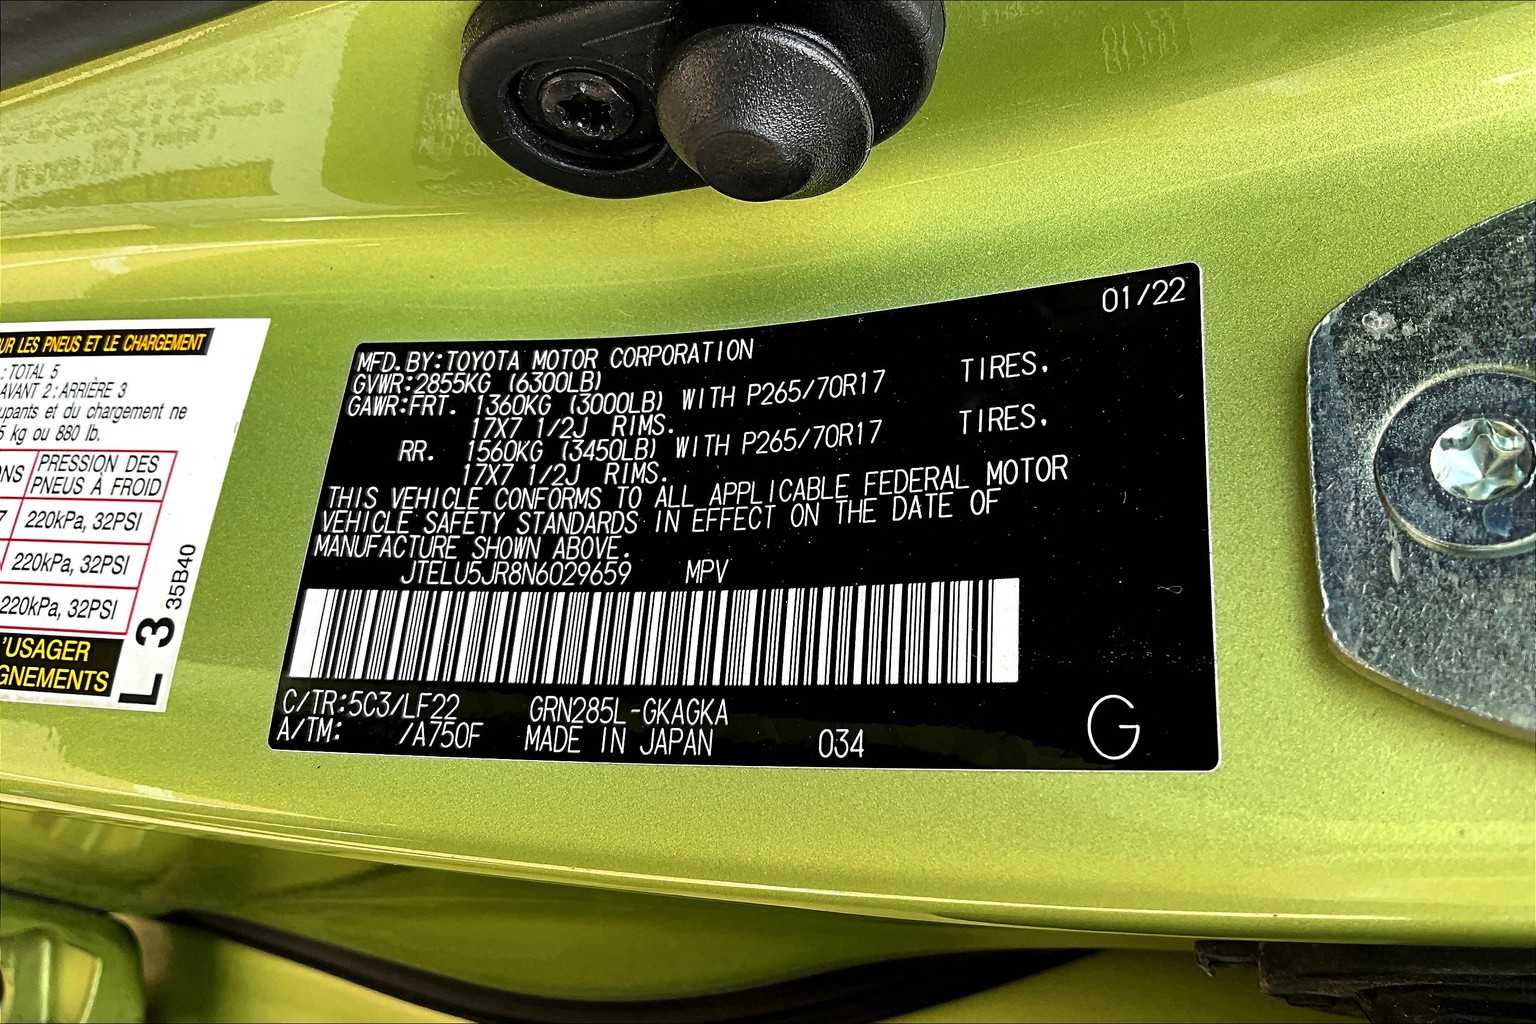 UR LES PNEUS ET LE CHARGEMENT
: TOTAL 5
AVANT 2 : ARRIÈRE 3
upants et du chargement ne
5 kg ou 880 lb.
NS PRESSION DES
PNEUS À FROID
7 220kPa, 32PSI
220kPa, 32PSI
220kPa, 32PSI
'USAGER
GNEMENTS
L 3 35B40
01/22
MFD. BY: TOYOTA MOTOR CORPORATION
GVWR: 2855KG (6300LB)
GAWR: FRT. 1360KG (3000LB) WITH P265/70R17 TIRES.
17X7 1/2J RIMS.
RR. 1560KG (3450LB) WITH P265/70R17 TIRES.
17X7 1/2J RIMS.
THIS VEHICLE CONFORMS TO ALL APPLICABLE FEDERAL MOTOR
VEHICLE SAFETY STANDARDS IN EFFECT ON THE DATE OF
MANUFACTURE SHOWN ABOVE.
JTELU5JR8N6029659 MPV
C/TR: 5C3/LF22 GRN285L-GKAGKA
A/TM: /A750F MADE IN JAPAN 034 G